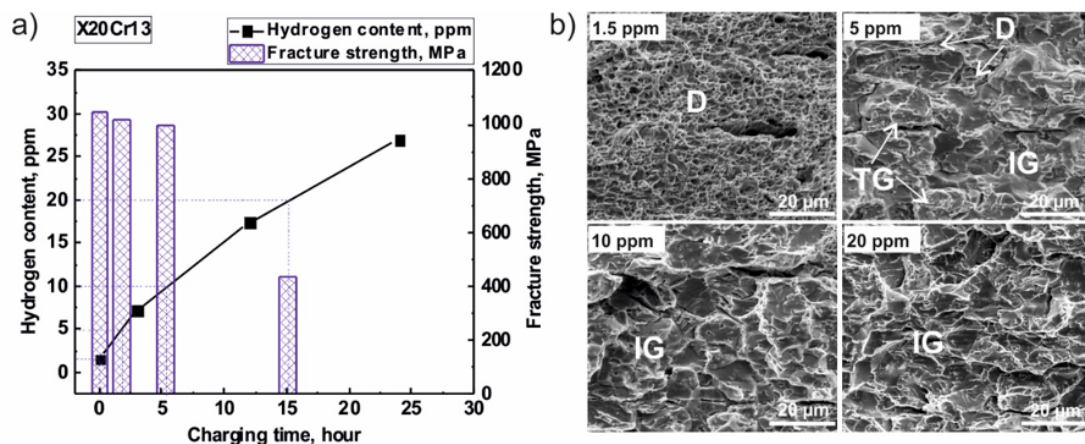 a)
X20Cr13
Hydrogen content, ppm
Fracture strength, MPa
Hydrogen content, ppm
35
30
25
20
15
10
5
0
1200
1000
800
600
400
200
0
Fracture strength, MPa
0 5 10 15 20 25 30
Charging time, hour
b)
1.5 ppm
D
20 µm
5 ppm
D
TG
IG
20 µm
10 ppm
IG
20 µm
20 ppm
IG
20 µm